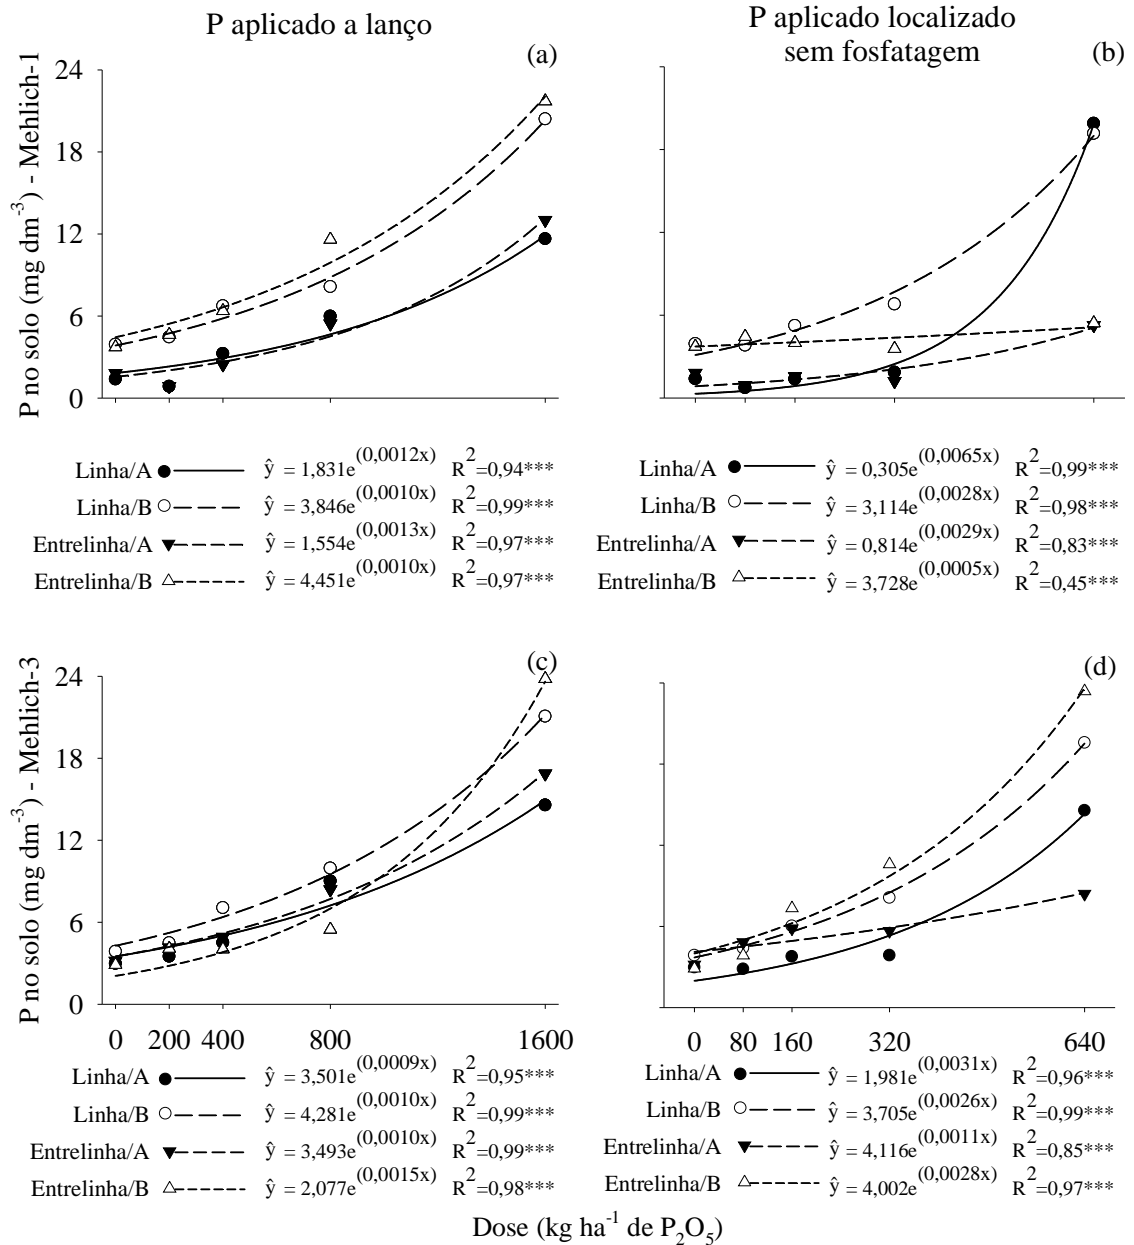 P aplicado a lanço
P aplicado localizado
sem fosfatagem
(a)
(b)
P no solo (mg dm⁻³) - Mehlich-1
24
18
12
6
0
Linha/A ŷ = 1,831e^(0,0012x) R²=0,94***
Linha/B ŷ = 3,846e^(0,0010x) R²=0,99***
Entrelinha/A ŷ = 1,554e^(0,0013x) R²=0,97***
Entrelinha/B ŷ = 4,451e^(0,0010x) R²=0,97***
Linha/A ŷ = 0,305e^(0,0065x) R²=0,99***
Linha/B ŷ = 3,114e^(0,0028x) R²=0,98***
Entrelinha/A ŷ = 0,814e^(0,0029x) R²=0,83***
Entrelinha/B ŷ = 3,728e^(0,0005x) R²=0,45***
(c)
(d)
P no solo (mg dm⁻³) - Mehlich-3
24
18
12
6
0
0 200 400 800 1600
0 80 160 320 640
Linha/A ŷ = 3,501e^(0,0009x) R²=0,95***
Linha/B ŷ = 4,281e^(0,0010x) R²=0,99***
Entrelinha/A ŷ = 3,493e^(0,0010x) R²=0,99***
Entrelinha/B ŷ = 2,077e^(0,0015x) R²=0,98***
Linha/A ŷ = 1,981e^(0,0031x) R²=0,96***
Linha/B ŷ = 3,705e^(0,0026x) R²=0,99***
Entrelinha/A ŷ = 4,116e^(0,0011x) R²=0,85***
Entrelinha/B ŷ = 4,002e^(0,0028x) R²=0,97***
Dose (kg ha⁻¹ de P₂O₅)